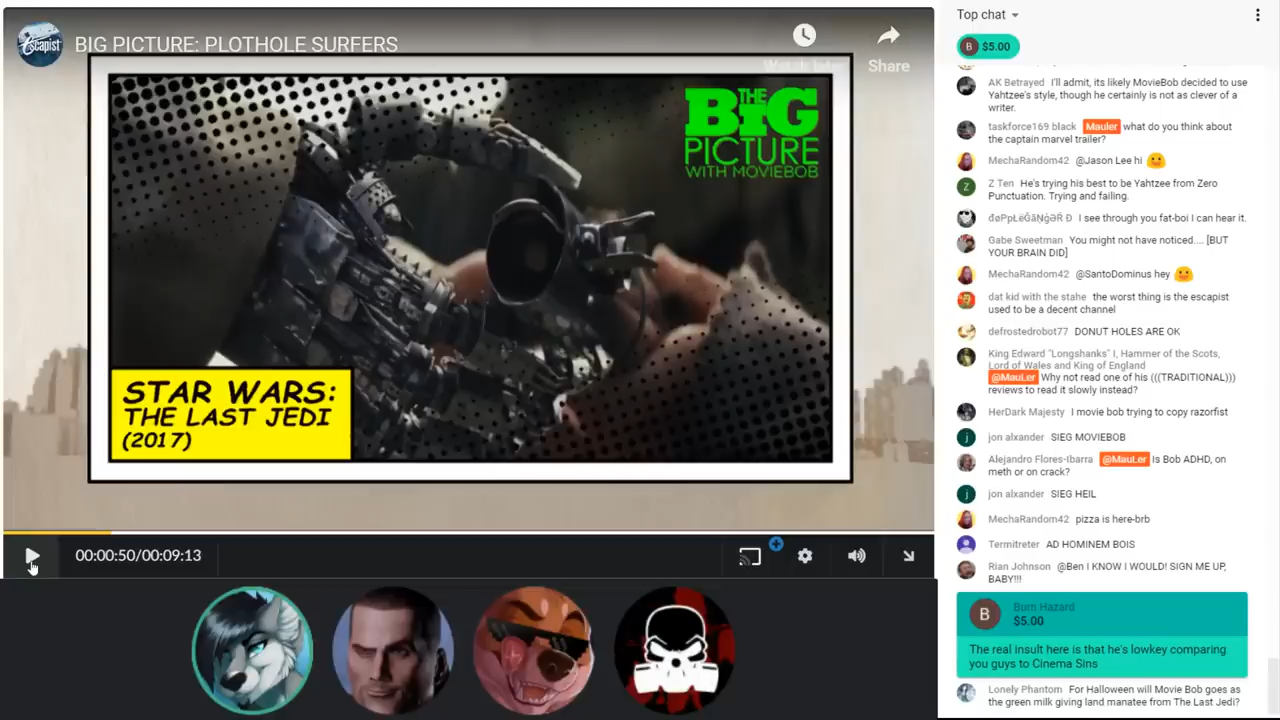 Escapist
BIG PICTURE: PLOTHOLE SURFERS
Watch later
Share
THE
BIG
PICTURE
WITH MOVIEBOB
STAR WARS:
THE LAST JEDI
(2017)
00:00:50/00:09:13
Top chat
B $5.00
AK Betrayed I'll admit, its likely MovieBob decided to use
Yahtzee's style, though he certainly is not as clever of a
writer.
taskforce169 black Mauler what do you think about
the captain marvel trailer?
MechaRandom42 @Jason Lee hi
Z
Z Ten He's trying his best to be Yahtzee from Zero
Punctuation. Trying and failing.
I see through you fat-boi I can hear it.
Gabe Sweetman You might not have noticed.... [BUT
YOUR BRAIN DID]
MechaRandom42 @SantoDominus hey
dat kid with the stahe the worst thing is the escapist
used to be a decent channel
defrostedrobot77 DONUT HOLES ARE OK
King Edward "Longshanks" I, Hammer of the Scots,
Lord of Wales and King of England
@MauLer Why not read one of his (((TRADITIONAL)))
reviews to read it slowly instead?
HerDark Majesty I movie bob trying to copy razorfist
j
jon alxander SIEG MOVIEBOB
Alejandro Flores-Ibarra @MauLer Is Bob ADHD, on
meth or on crack?
j
jon alxander SIEG HEIL
MechaRandom42 pizza is here-brb
Termitreter AD HOMINEM BOIS
Rian Johnson @Ben I KNOW I WOULD! SIGN ME UP,
BABY!!!
B
Burn Hazard
$5.00
The real insult here is that he's lowkey comparing
you guys to Cinema Sins
Lonely Phantom For Halloween will Movie Bob goes as
the green milk giving land manatee from The Last Jedi?